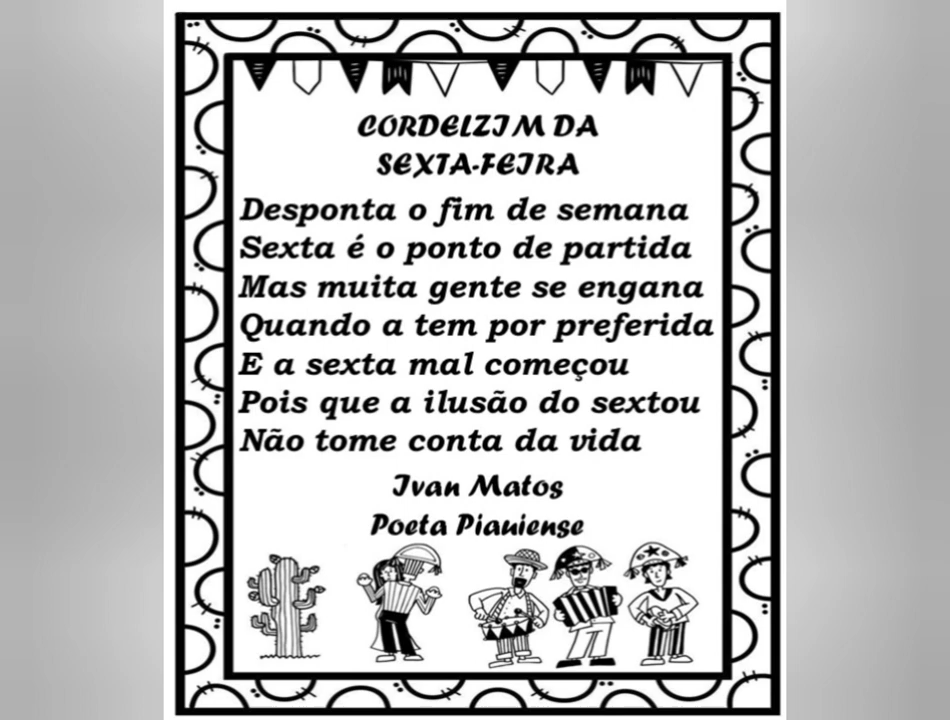 CORDELZIM DA
SEXTA-FEIRA
Desponta o fim de semana
Sexta é o ponto de partida
Mas muita gente se engana
Quando a tem por preferida
E a sexta mal começou
Pois que a ilusão do sextou
Não tome conta da vida
Ivan Matos
Poeta Piauiense